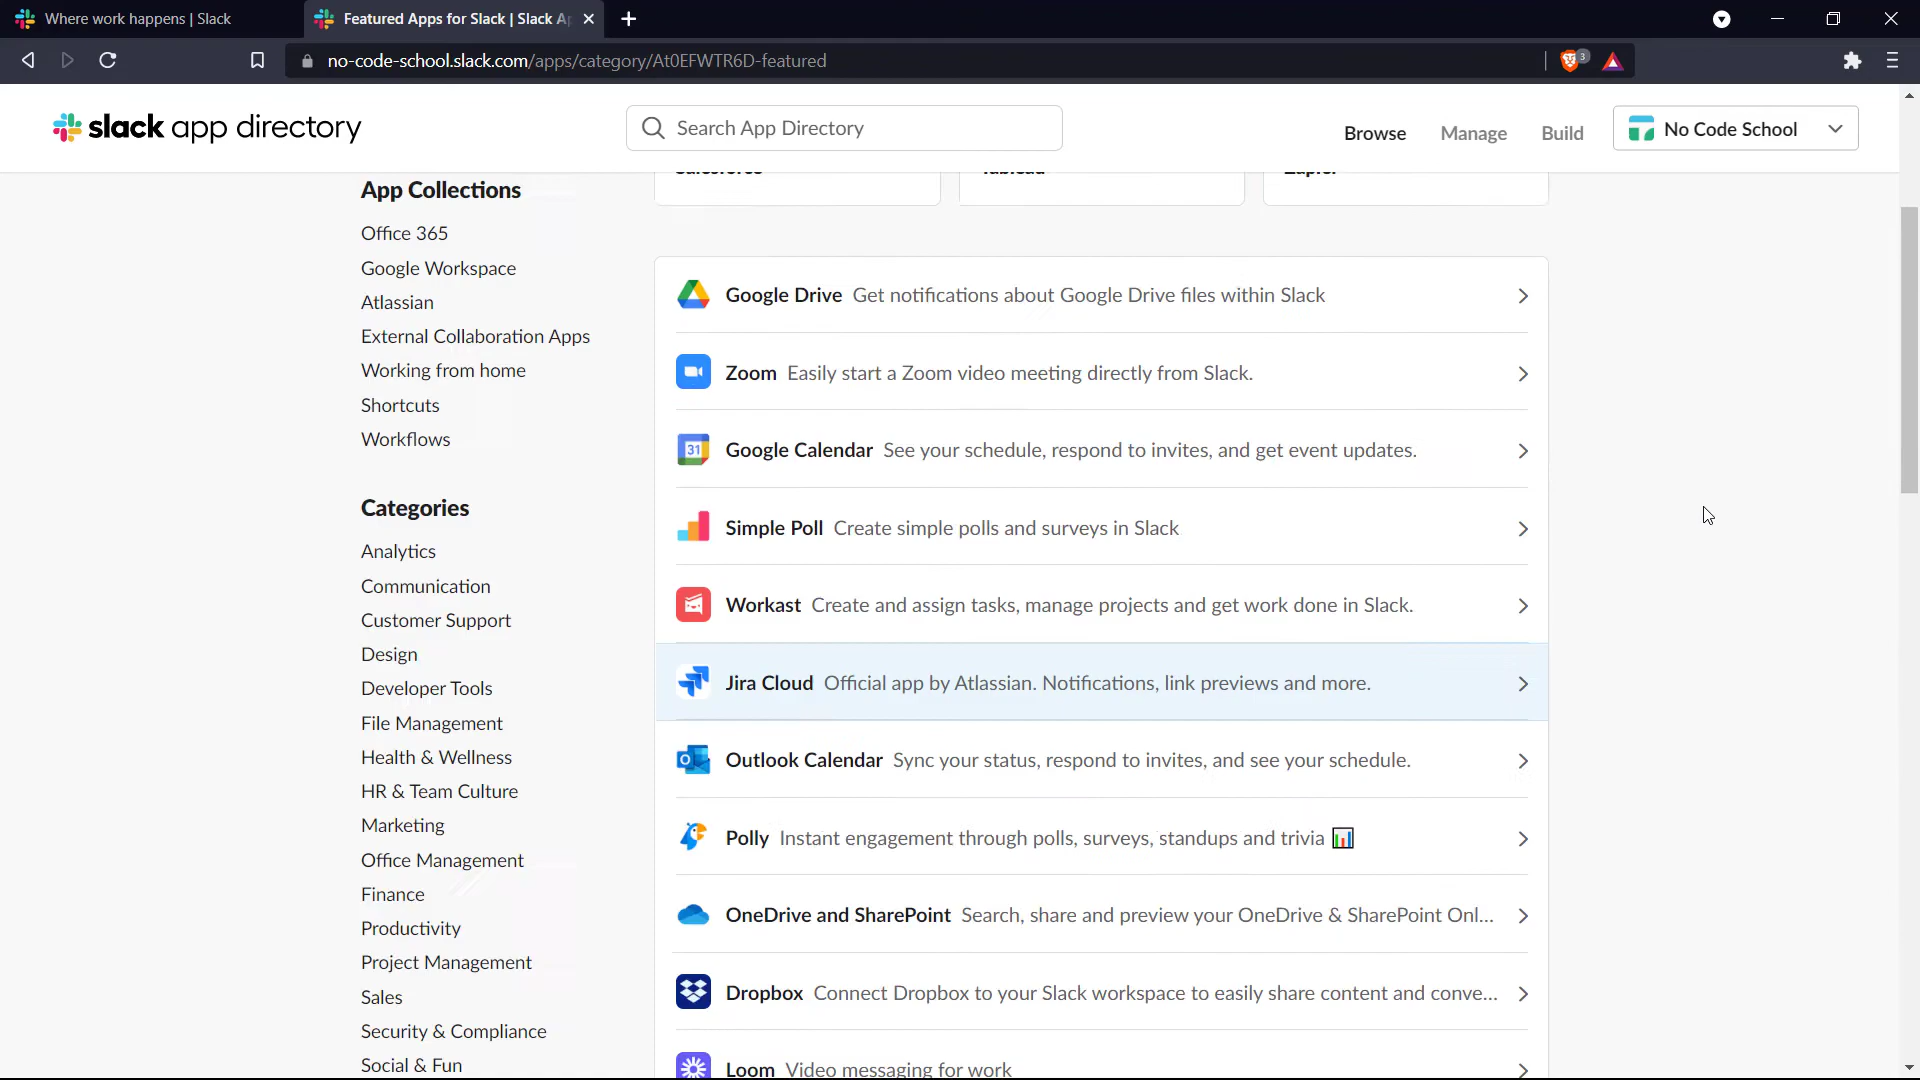 Where work happens | Slack
Featured Apps for Slack | Slack Ap
no-code-school.slack.com/apps/category/At0EFWTR6D-featured
3
slack app directory
Search App Directory
Browse
Manage
Build
No Code School
App Collections
Office 365
Google Workspace
Atlassian
External Collaboration Apps
Working from home
Shortcuts
Workflows
Categories
Analytics
Communication
Customer Support
Design
Developer Tools
File Management
Health & Wellness
HR & Team Culture
Marketing
Office Management
Finance
Productivity
Project Management
Sales
Security & Compliance
Social & Fun
Salesforce
Tableau
Zapier
Google Drive Get notifications about Google Drive files within Slack
Zoom Easily start a Zoom video meeting directly from Slack.
31
Google Calendar See your schedule, respond to invites, and get event updates.
Simple Poll Create simple polls and surveys in Slack
Workast Create and assign tasks, manage projects and get work done in Slack.
Jira Cloud Official app by Atlassian. Notifications, link previews and more.
Outlook Calendar Sync your status, respond to invites, and see your schedule.
Polly Instant engagement through polls, surveys, standups and trivia 📊
OneDrive and SharePoint Search, share and preview your OneDrive & SharePoint Onl...
Dropbox Connect Dropbox to your Slack workspace to easily share content and conve...
Loom Video messaging for work